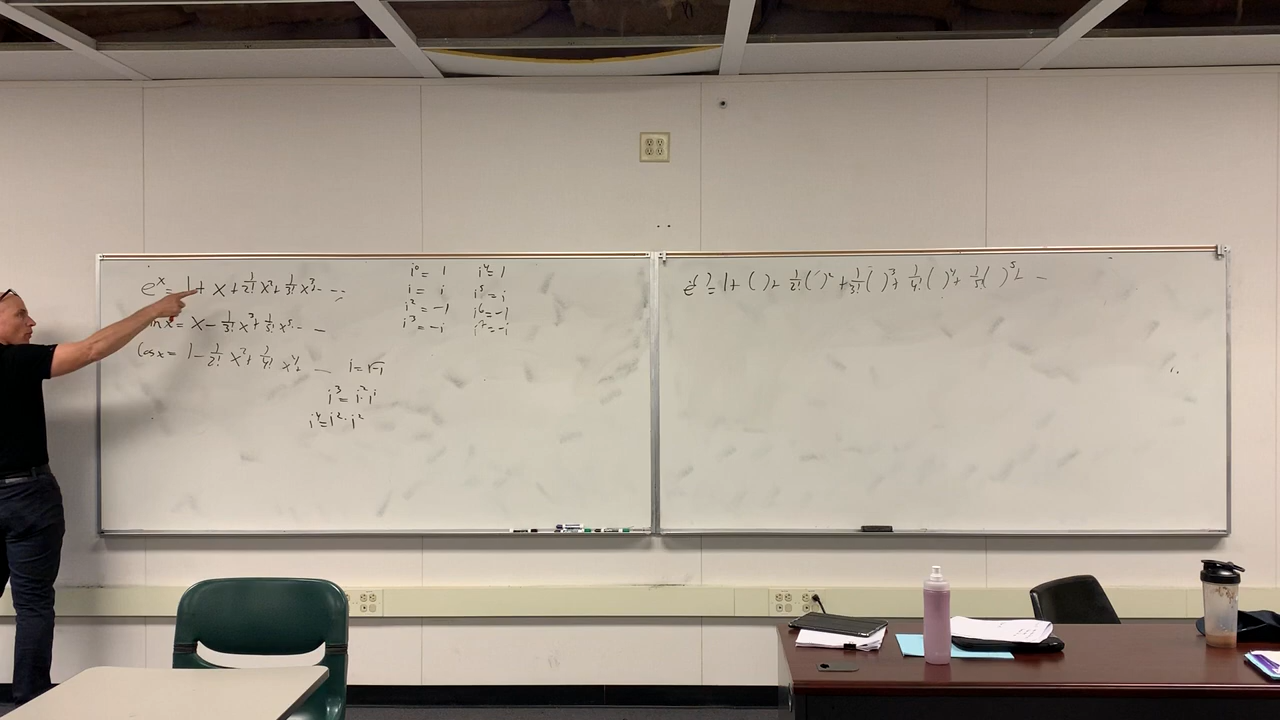 e^x = 1 + x + 1/2! x² + 1/3! x³ - - ;
sin x = x - 1/3! x³ + 1/5! x⁵ - - —
Cos x = 1 - 1/2! x² + 1/4! x⁴ + —
i = √-1
i³ = i² · i¹
i⁴ = i² · i²
i⁰ = 1
i = i
i² = -1
i³ = -i
i⁴ = 1
i⁵ = i
i⁶ = -1
i⁷ = -i
e^( ) = 1 + ( ) + 1/2! ( )² + 1/3! ( )³ + 1/4! ( )⁴ + 1/5! ( )⁵ + - -